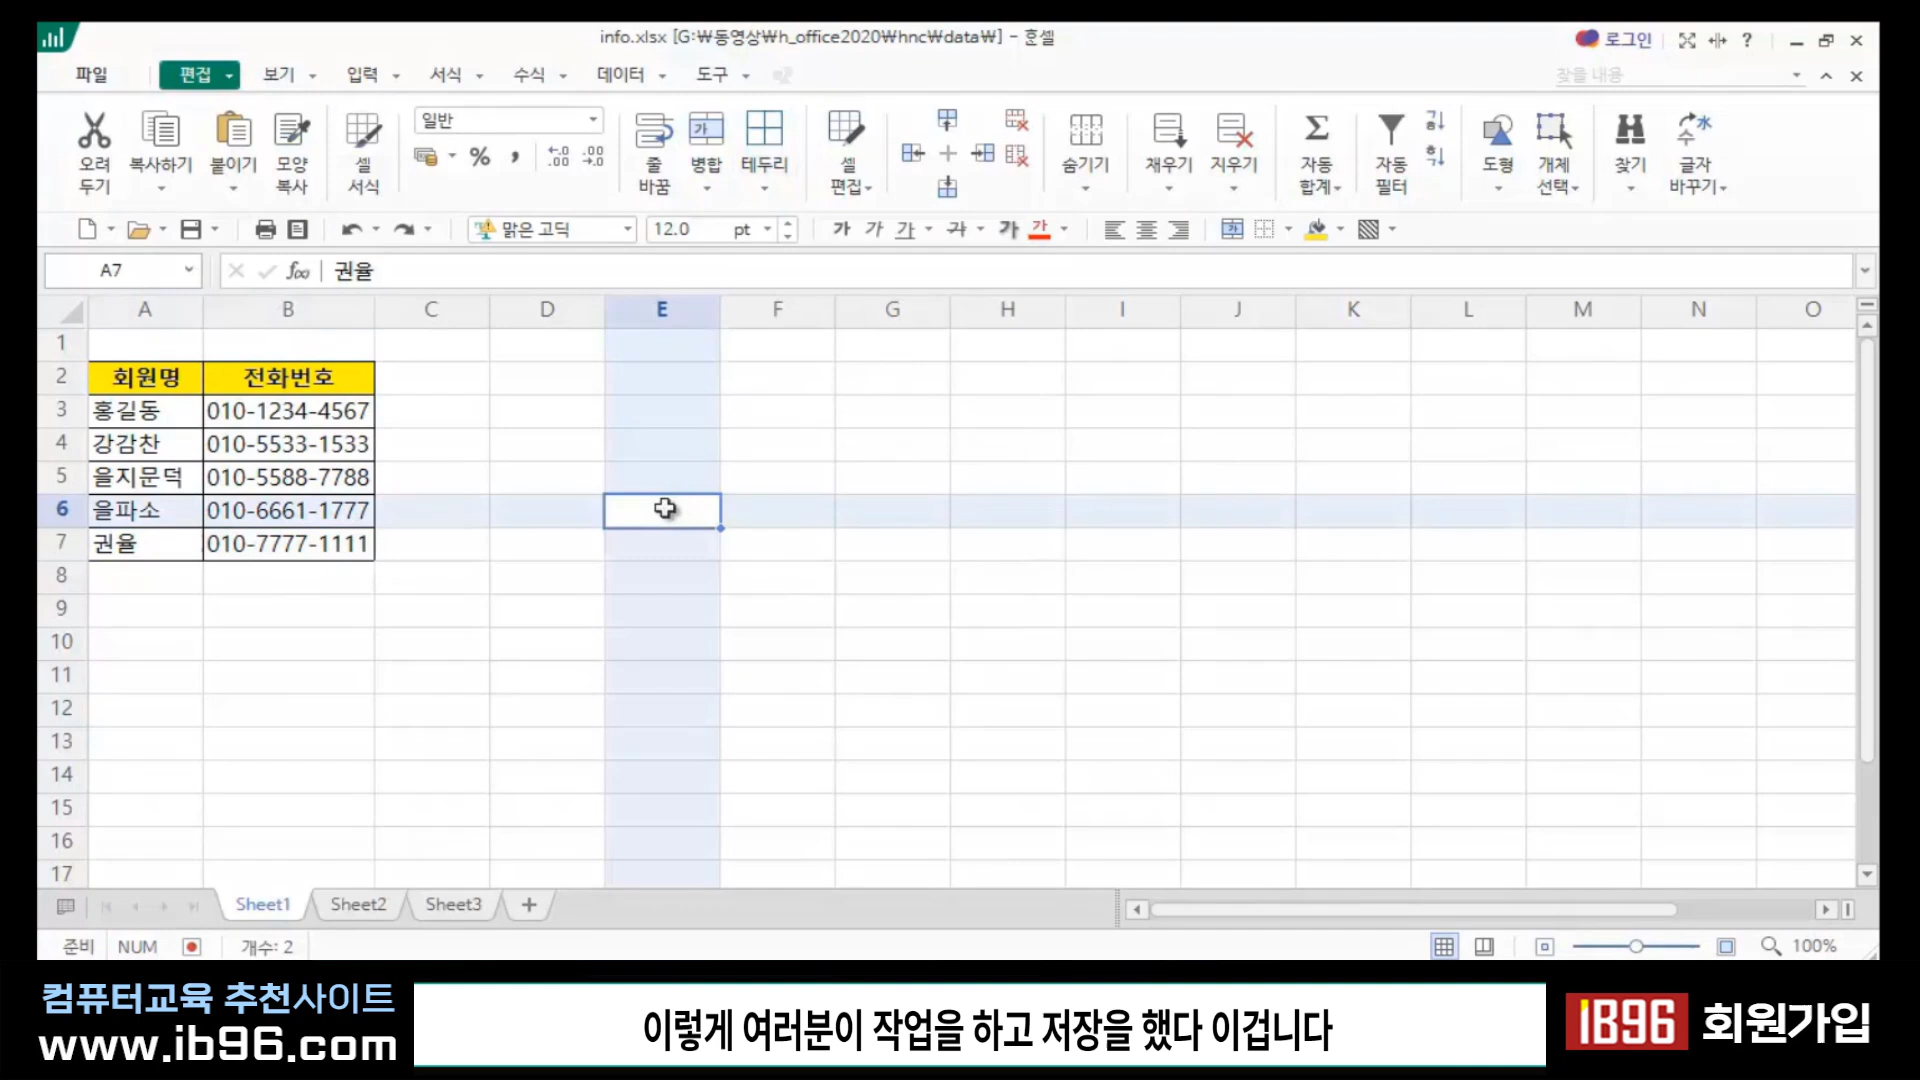 info.xlsx [G:₩동영상₩h_office2020₩hnc₩data₩] - 훈셀
로그인 ?
파일 편집 보기 입력 서식 수식 데이터 도구 찾을 내용
오려 두기 복사하기 붙이기 모양 복사 셀 서식 일반 줄 바꿈 병합 테두리 셀 편집 숨기기 채우기 지우기 자동 합계 자동 필터 도형 개체 선택 찾기 글자 바꾸기
맑은 고딕 12.0 pt 가 가 가 가 가 가
A7 권율
A B C D E F G H I J K L M N O
1
2 회원명 전화번호
3 홍길동 010-1234-4567
4 강감찬 010-5533-1533
5 을지문덕 010-5588-7788
6 을파소 010-6661-1777
7 권율 010-7777-1111
8
9
10
11
12
13
14
15
16
17
Sheet1 Sheet2 Sheet3 +
준비 NUM 개수: 2 100%
컴퓨터교육 추천사이트
www.ib96.com
이렇게 여러분이 작업을 하고 저장을 했다 이겁니다
IB96 회원가입